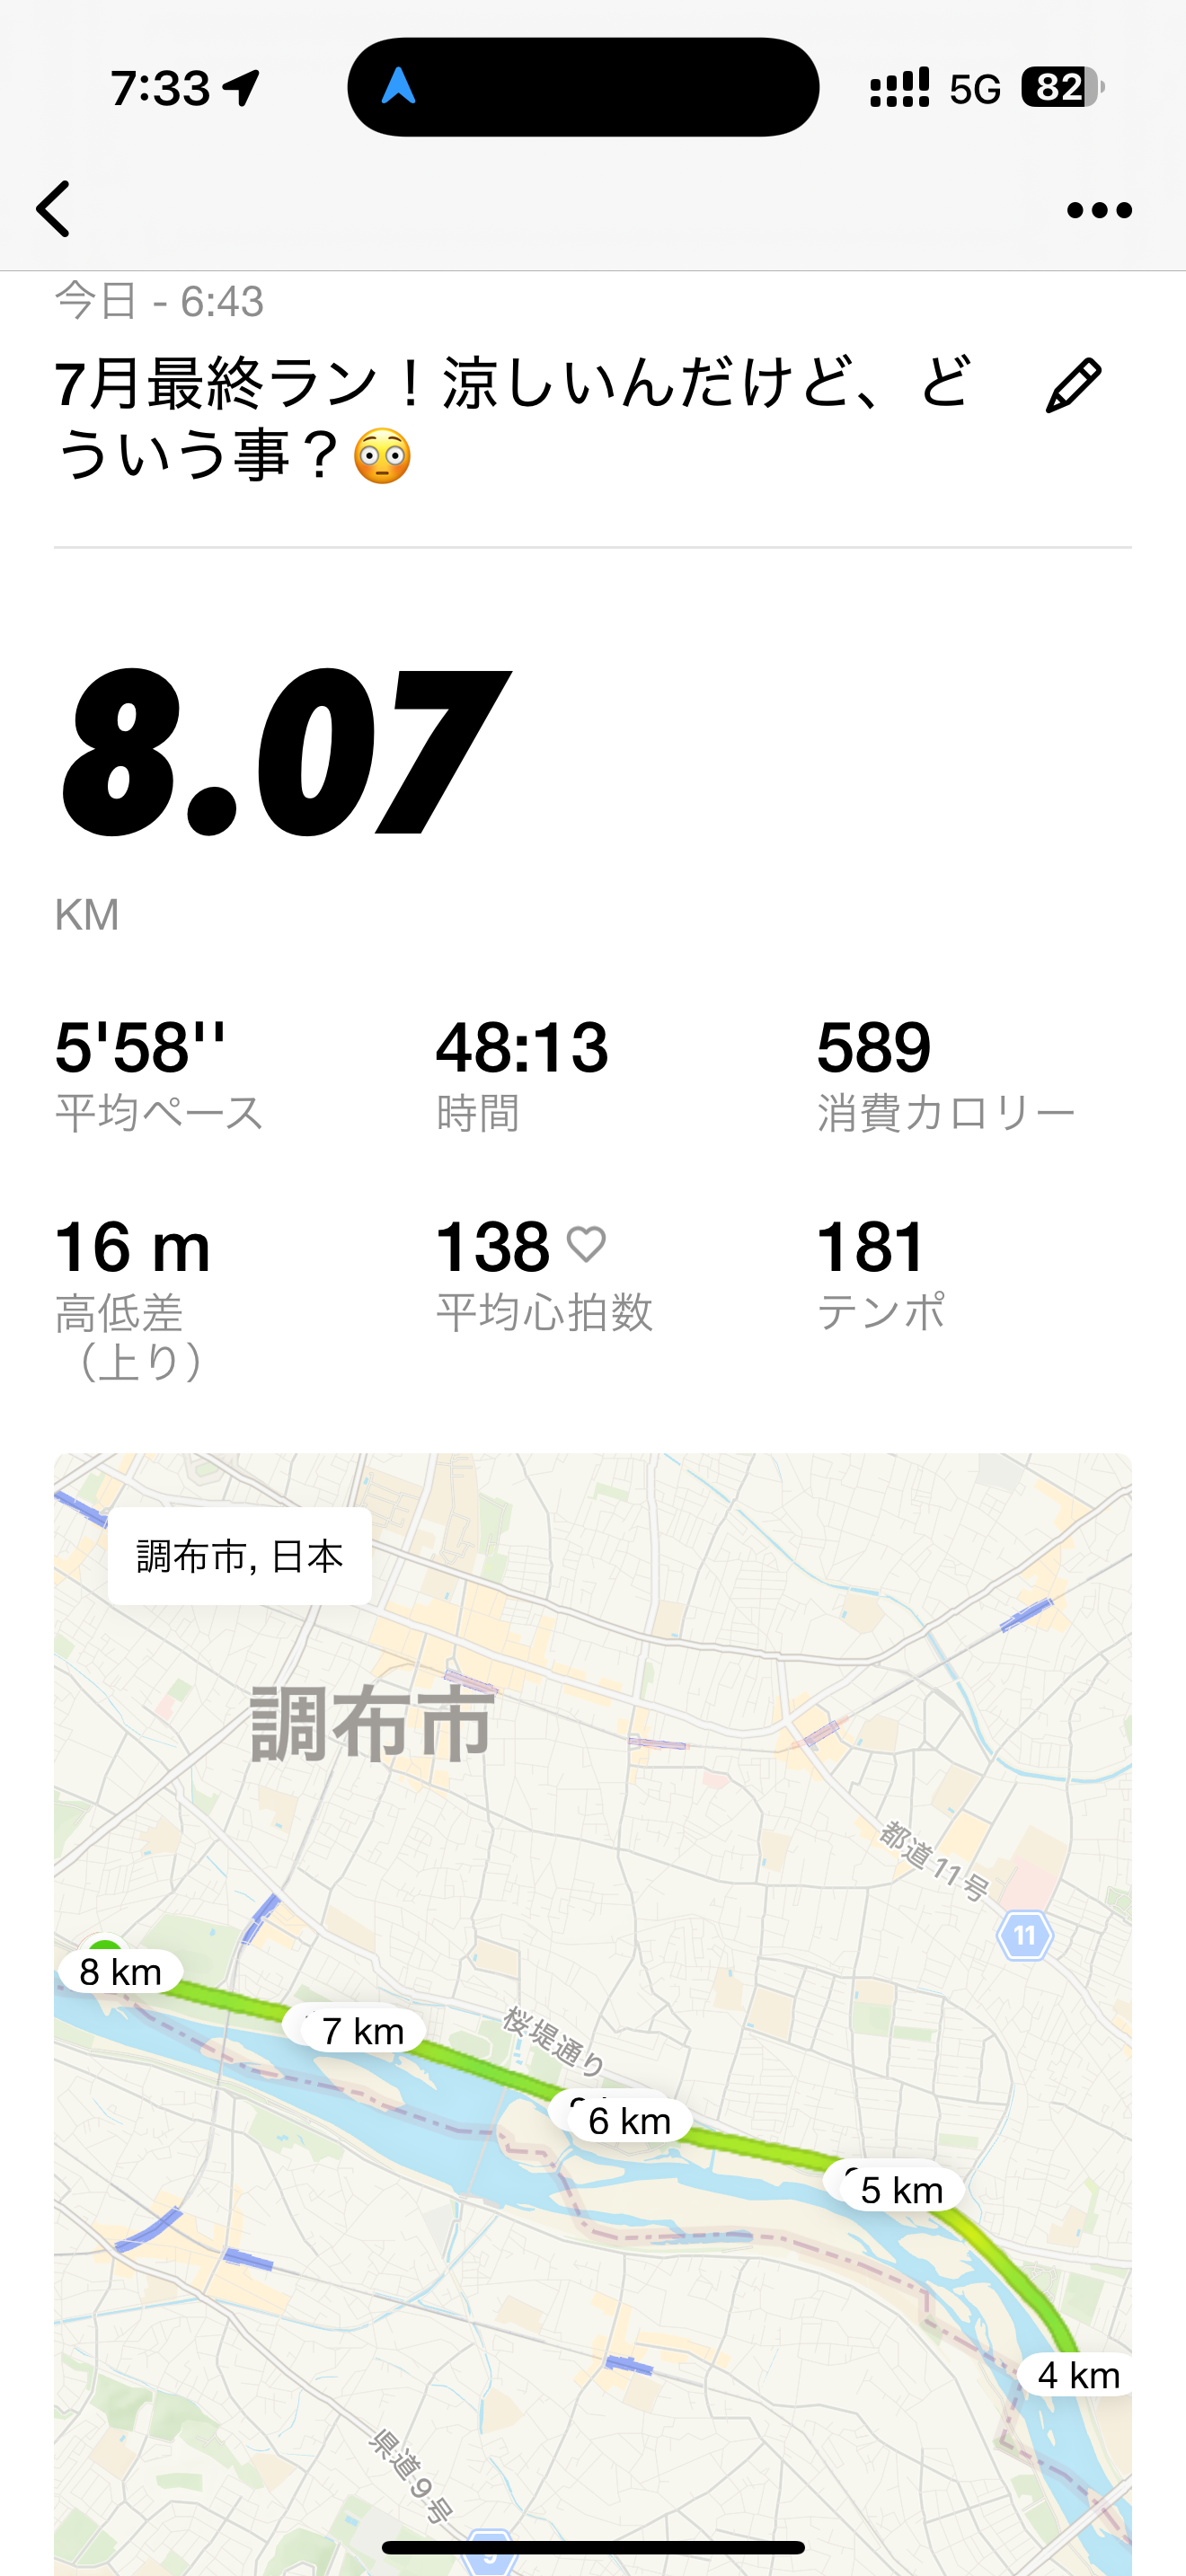 7:33
5G
82
今日 - 6:43
7月最終ラン！涼しいんだけど、ど
ういう事？😳
8.07
KM
5'58''
48:13
589
平均ペース
時間
消費カロリー
16 m
138
181
高低差
（上り）
平均心拍数
テンポ
調布市, 日本
調布市
都道11号
11
8 km
7 km
桜堤通り
6 km
5 km
4 km
県道9号